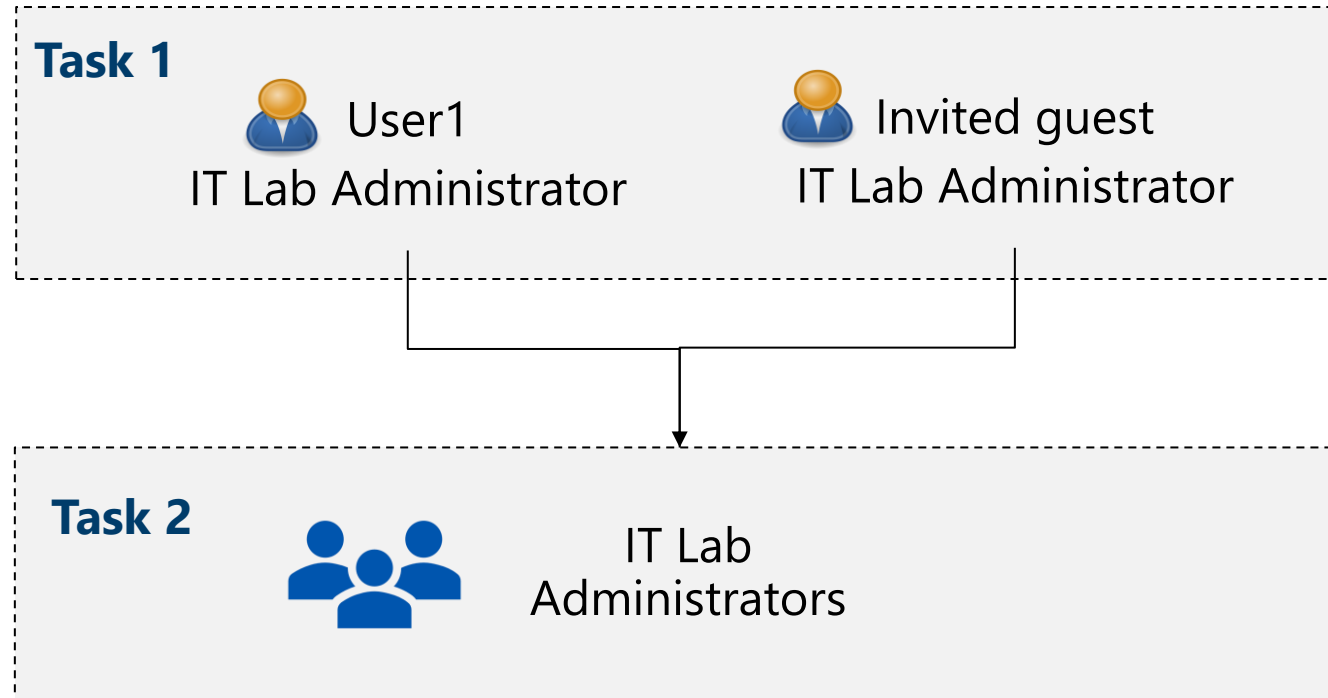 Task 1
User1
IT Lab Administrator
Invited guest
IT Lab Administrator
Task 2
IT Lab
Administrators